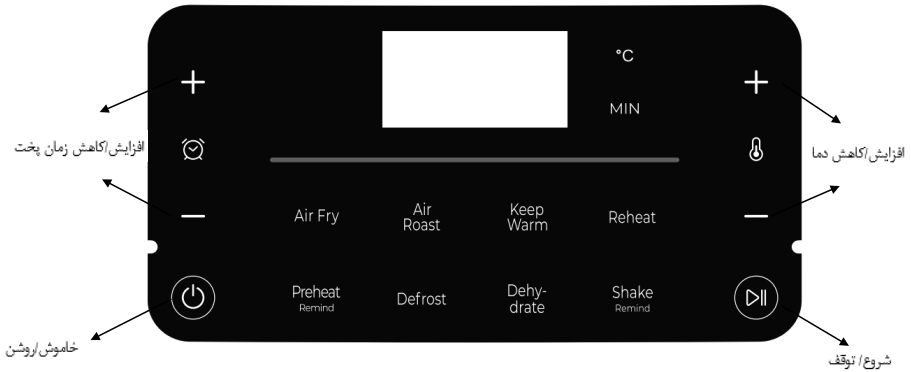 °C
MIN
افزایش/کاهش زمان پخت
افزایش/کاهش دما
Air Fry
Air
Roast
Keep
Warm
Reheat
Preheat
Remind
Defrost
Dehy-
drate
Shake
Remind
خاموش/روشن
شروع/ توقف